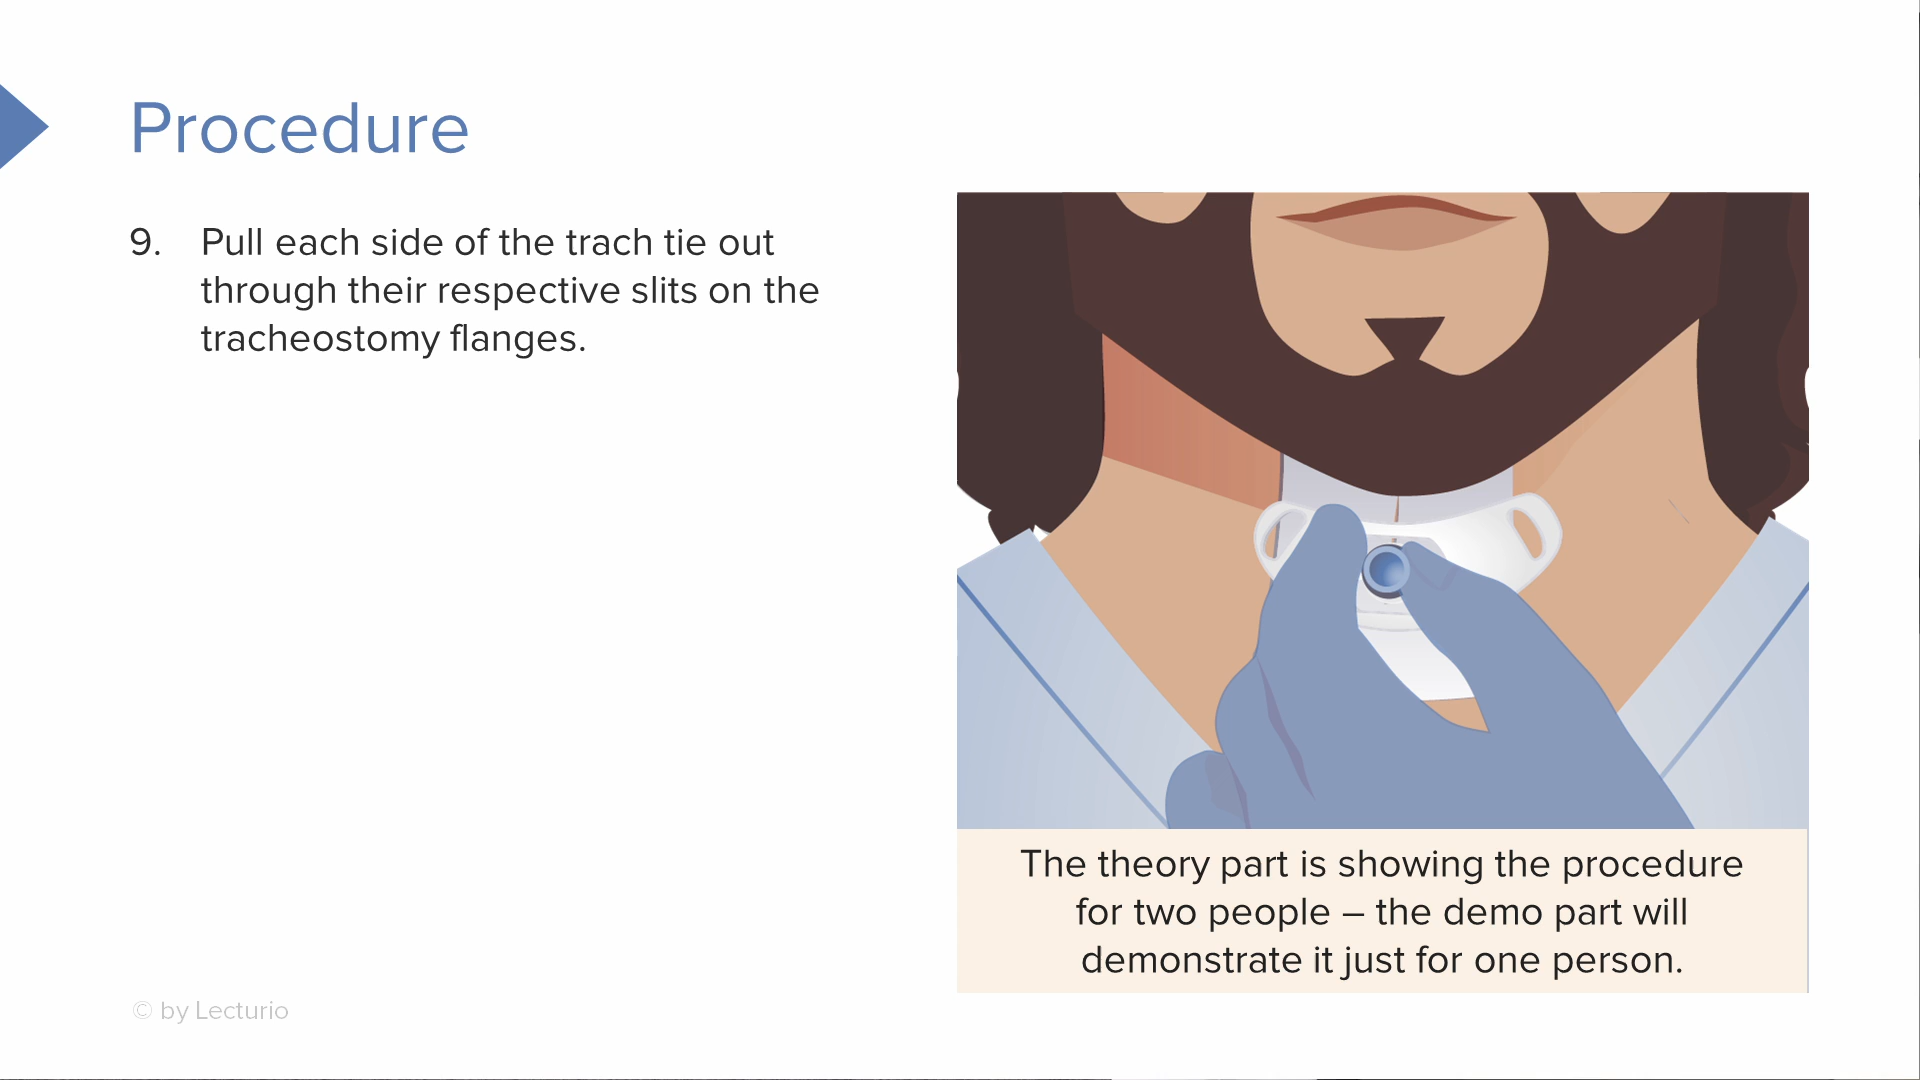 Procedure
9. Pull each side of the trach tie out
through their respective slits on the
tracheostomy flanges.
The theory part is showing the procedure
for two people – the demo part will
demonstrate it just for one person.
© by Lecturio